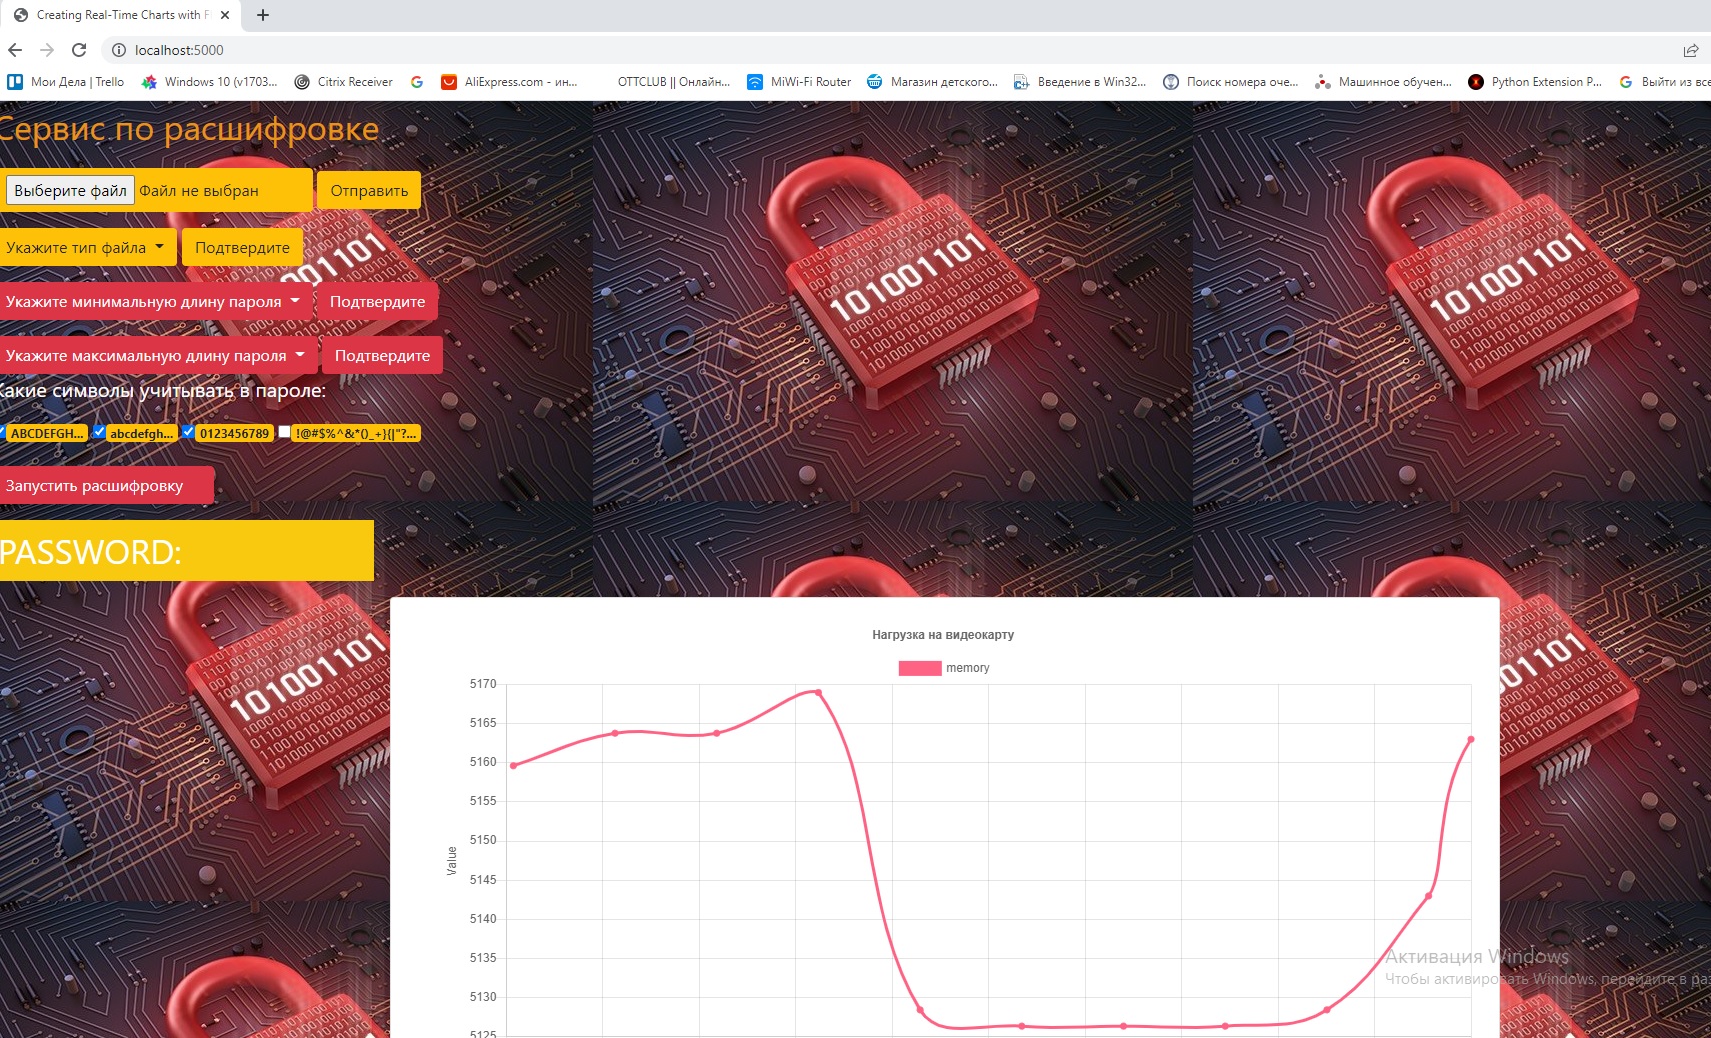 Creating Real-Time Charts with F
localhost:5000
Мои Дела | Trello
Windows 10 (v1703...
Citrix Receiver
AliExpress.com - ин...
OTTCLUB || Онлайн...
MiWi-Fi Router
Магазин детского...
Введение в Win32...
Поиск номера оче...
Машинное обучен...
Python Extension P...
Выйти из все
Сервис по расшифровке
Выберите файл Файл не выбран Отправить
Укажите тип файла Подтвердите
Укажите минимальную длину пароля Подтвердите
Укажите максимальную длину пароля Подтвердите
Какие символы учитывать в пароле:
ABCDEFGH... abcdefgh... 0123456789 !@#$%^&*()_+}{|"?...
Запустить расшифровку
PASSWORD:
101001101
101001101
101001101
Нагрузка на видеокарту
memory
5170
5165
5160
5155
5150
5145
5140
5135
5130
5125
Value
Активация Windows
Чтобы активировать Windows, перейдите в раз